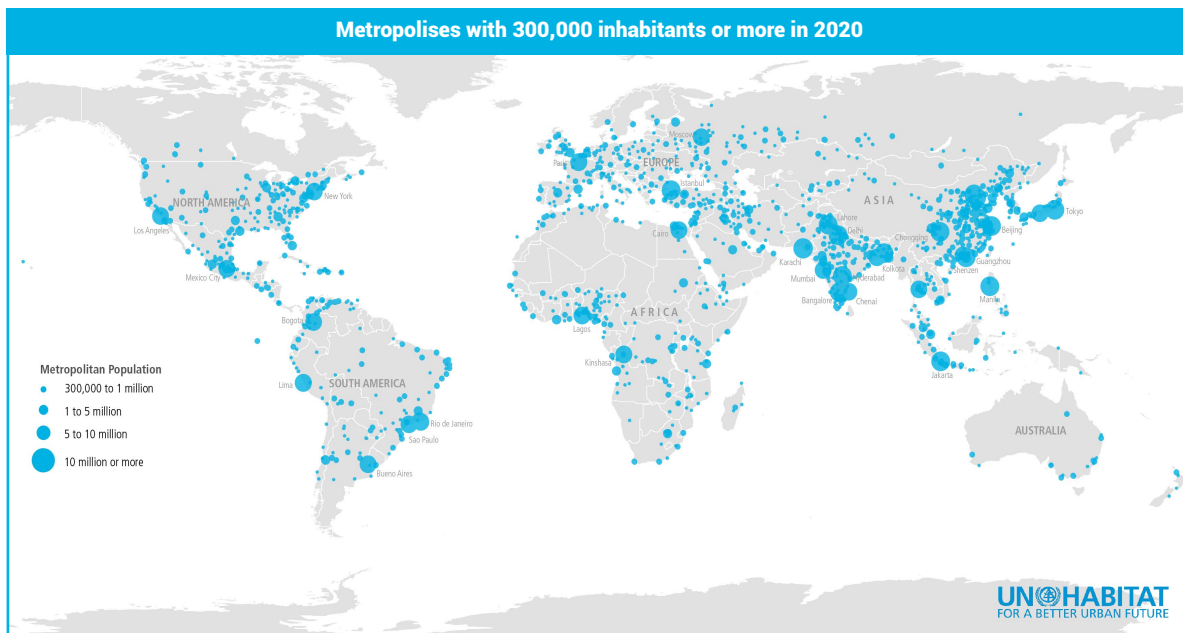 Metropolises with 300,000 inhabitants or more in 2020
Moscow
Paris
EUROPE
Istanbul
New York
NORTH AMERICA
Los Angeles
ASIA
Lahore
Delhi
Tokyo
Beijing
Chongqing
Cairo
Karachi
Kolkota
Guangzhou
Shenzen
Mexico City
Mumbai
Hyderabad
Manila
Bangalore
Chenai
AFRICA
Bogota
Lagos
Kinshasa
Jakarta
Metropolitan Population
300,000 to 1 million
1 to 5 million
5 to 10 million
10 million or more
Lima
SOUTH AMERICA
Rio de Janeiro
Sao Paulo
Bueno Aires
AUSTRALIA
UN HABITAT
FOR A BETTER URBAN FUTURE